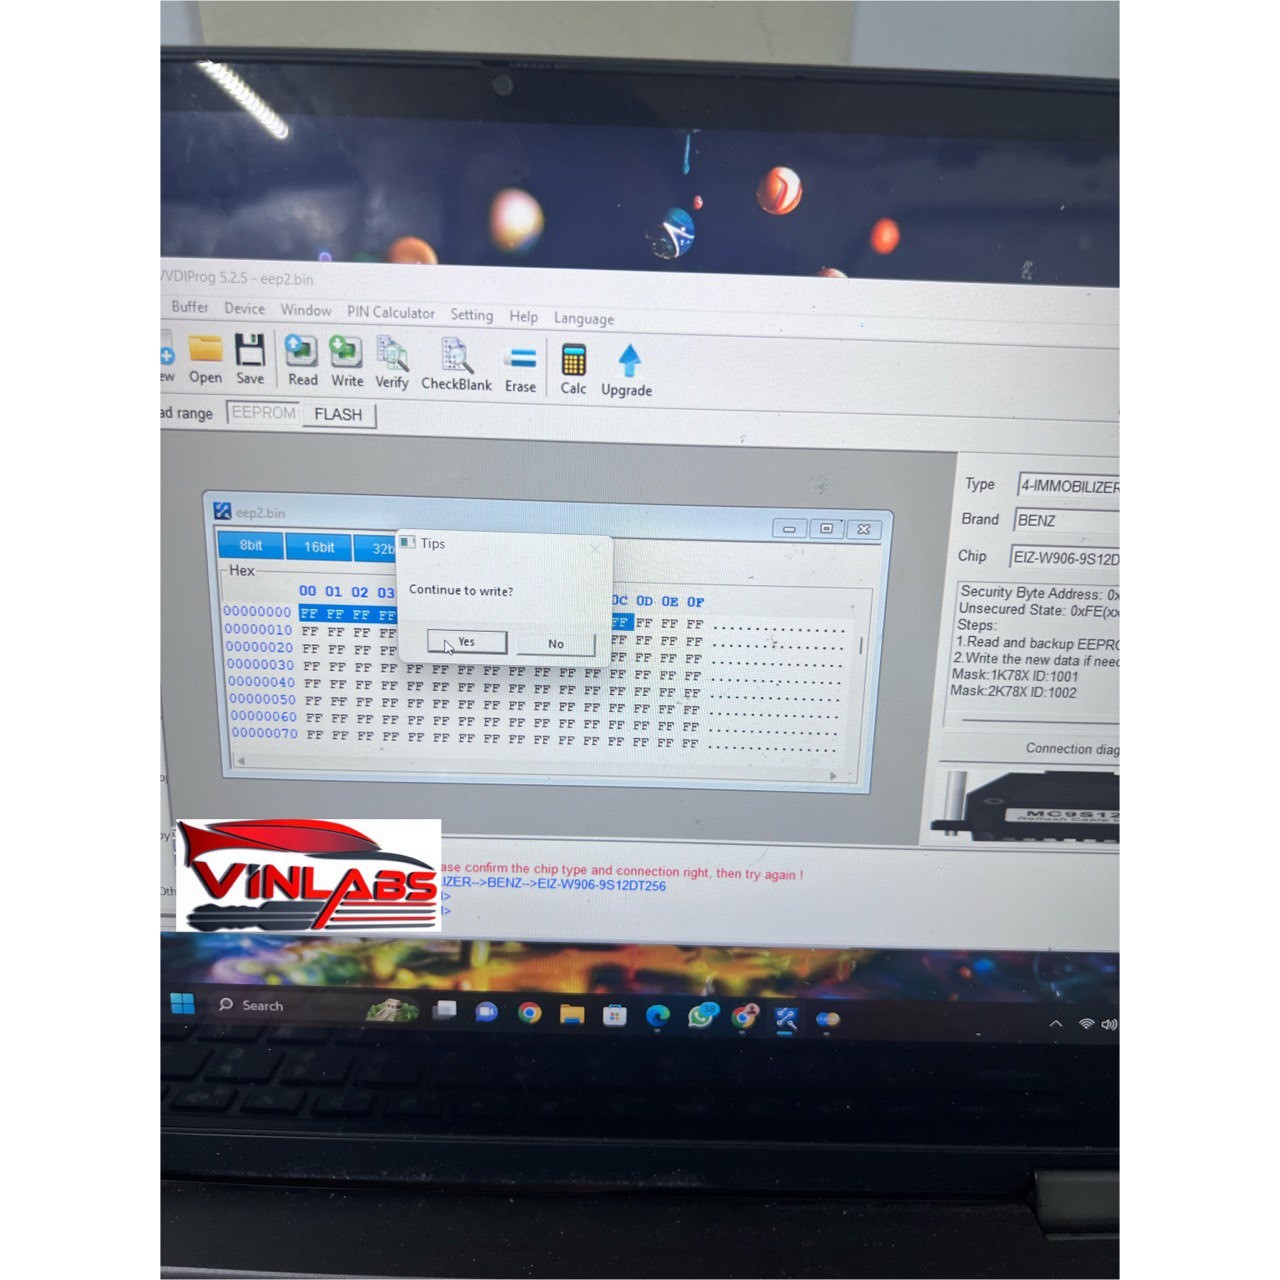 VVDIProg 5.2.5 - eep2.bin
Buffer Device Window PIN Calculator Setting Help Language
ew Open Save Read Write Verify CheckBlank Erase Calc Upgrade
ad range EEPROM FLASH
Type 4-IMMOBILIZER
Brand BENZ
Chip EIZ-W906-9S12D
Security Byte Address: 0x
Unsecured State: 0xFE(xx
Steps:
1.Read and backup EEPRO
2.Write the new data if need
Mask:1K78X ID:1001
Mask:2K78X ID:1002
Connection diag
MC9S12
eep2.bin
8bit 16bit 32b
Hex
Tips
Continue to write?
Yes No
00 01 02 03 0C 0D 0E 0F
00000000 FF FF FF FF FF FF FF FF ................
00000010 FF FF FF FF FF FF FF FF ................
00000020 FF FF FF FF FF FF FF FF ................
00000030 FF FF FF FF FF FF FF FF FF FF FF FF FF FF FF FF ................
00000040 FF FF FF FF FF FF FF FF FF FF FF FF FF FF FF FF ................
00000050 FF FF FF FF FF FF FF FF FF FF FF FF FF FF FF FF ................
00000060 FF FF FF FF FF FF FF FF FF FF FF FF FF FF FF FF ................
00000070 FF FF FF FF FF FF FF FF FF FF FF FF FF FF FF FF ................
ase confirm the chip type and connection right, then try again !
IZER-->BENZ-->EIZ-W906-9S12DT256
VINLABS
Search
38